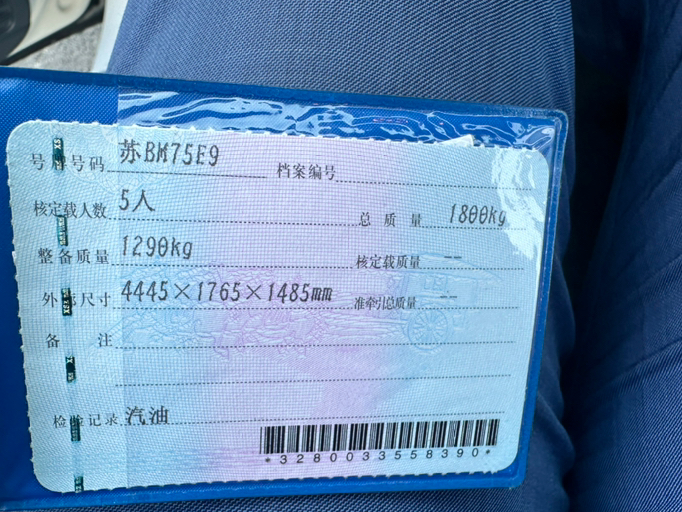 号牌号码 苏BM75E9 档案编号
核定载人数 5人 总质量 1800kg
整备质量 1290kg 核定载质量 --
外廓尺寸 4445×1765×1485mm 准牵引总质量 --
备注
检验记录 汽油
*3280033558390*